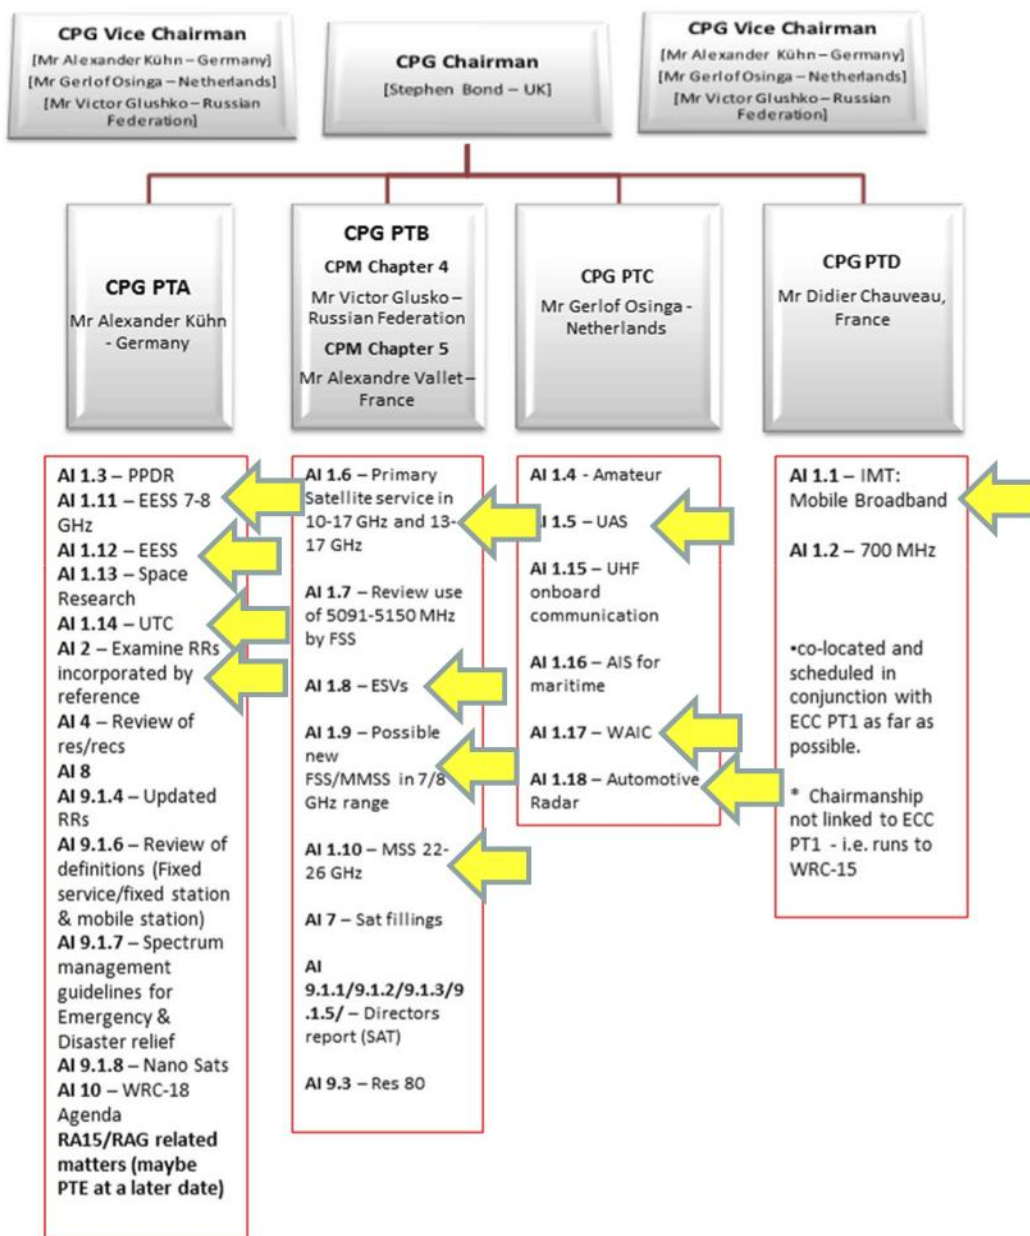 CPG Vice Chairman
[Mr Alexander Kühn – Germany]
[Mr Gerlof Osinga – Netherlands]
[Mr Victor Glushko – Russian
Federation]
CPG Chairman
[Stephen Bond – UK]
CPG Vice Chairman
[Mr Alexander Kühn – Germany]
[Mr Gerlof Osinga – Netherlands]
[Mr Victor Glushko – Russian
Federation]
CPG PTA
Mr Alexander Kühn
- Germany
CPG PTB
CPM Chapter 4
Mr Victor Glusko –
Russian Federation
CPM Chapter 5
Mr Alexandre Vallet –
France
CPG PTC
Mr Gerlof Osinga -
Netherlands
CPG PTD
Mr Didier Chauveau,
France
AI 1.3 – PPDR
AI 1.11 – EESS 7-8
GHz
AI 1.12 – EESS
AI 1.13 – Space
Research
AI 1.14 – UTC
AI 2 – Examine RRs
incorporated by
reference
AI 4 – Review of
res/recs
AI 8
AI 9.1.4 – Updated
RRs
AI 9.1.6 – Review of
definitions (Fixed
service/fixed station
& mobile station)
AI 9.1.7 – Spectrum
management
guidelines for
Emergency &
Disaster relief
AI 9.1.8 – Nano Sats
AI 10 – WRC-18
Agenda
RA15/RAG related
matters (maybe
PTE at a later date)
AI 1.6 – Primary
Satellite service in
10-17 GHz and 13-
17 GHz
AI 1.7 – Review use
of 5091-5150 MHz
by FSS
AI 1.8 – ESVs
AI 1.9 – Possible
new
FSS/MMSS in 7/8
GHz range
AI 1.10 – MSS 22-
26 GHz
AI 7 – Sat fillings
AI
9.1.1/9.1.2/9.1.3/9
.1.5/ – Directors
report (SAT)
AI 9.3 – Res 80
AI 1.4 - Amateur
I 1.5 – UAS
AI 1.15 – UHF
onboard
communication
AI 1.16 – AIS for
maritime
AI 1.17 – WAIC
AI 1.18 – Automotive
Radar
AI 1.1 – IMT:
Mobile Broadband
AI 1.2 – 700 MHz
•co-located and
scheduled in
conjunction with
ECC PT1 as far as
possible.
* Chairmanship
not linked to ECC
PT1 - i.e. runs to
WRC-15